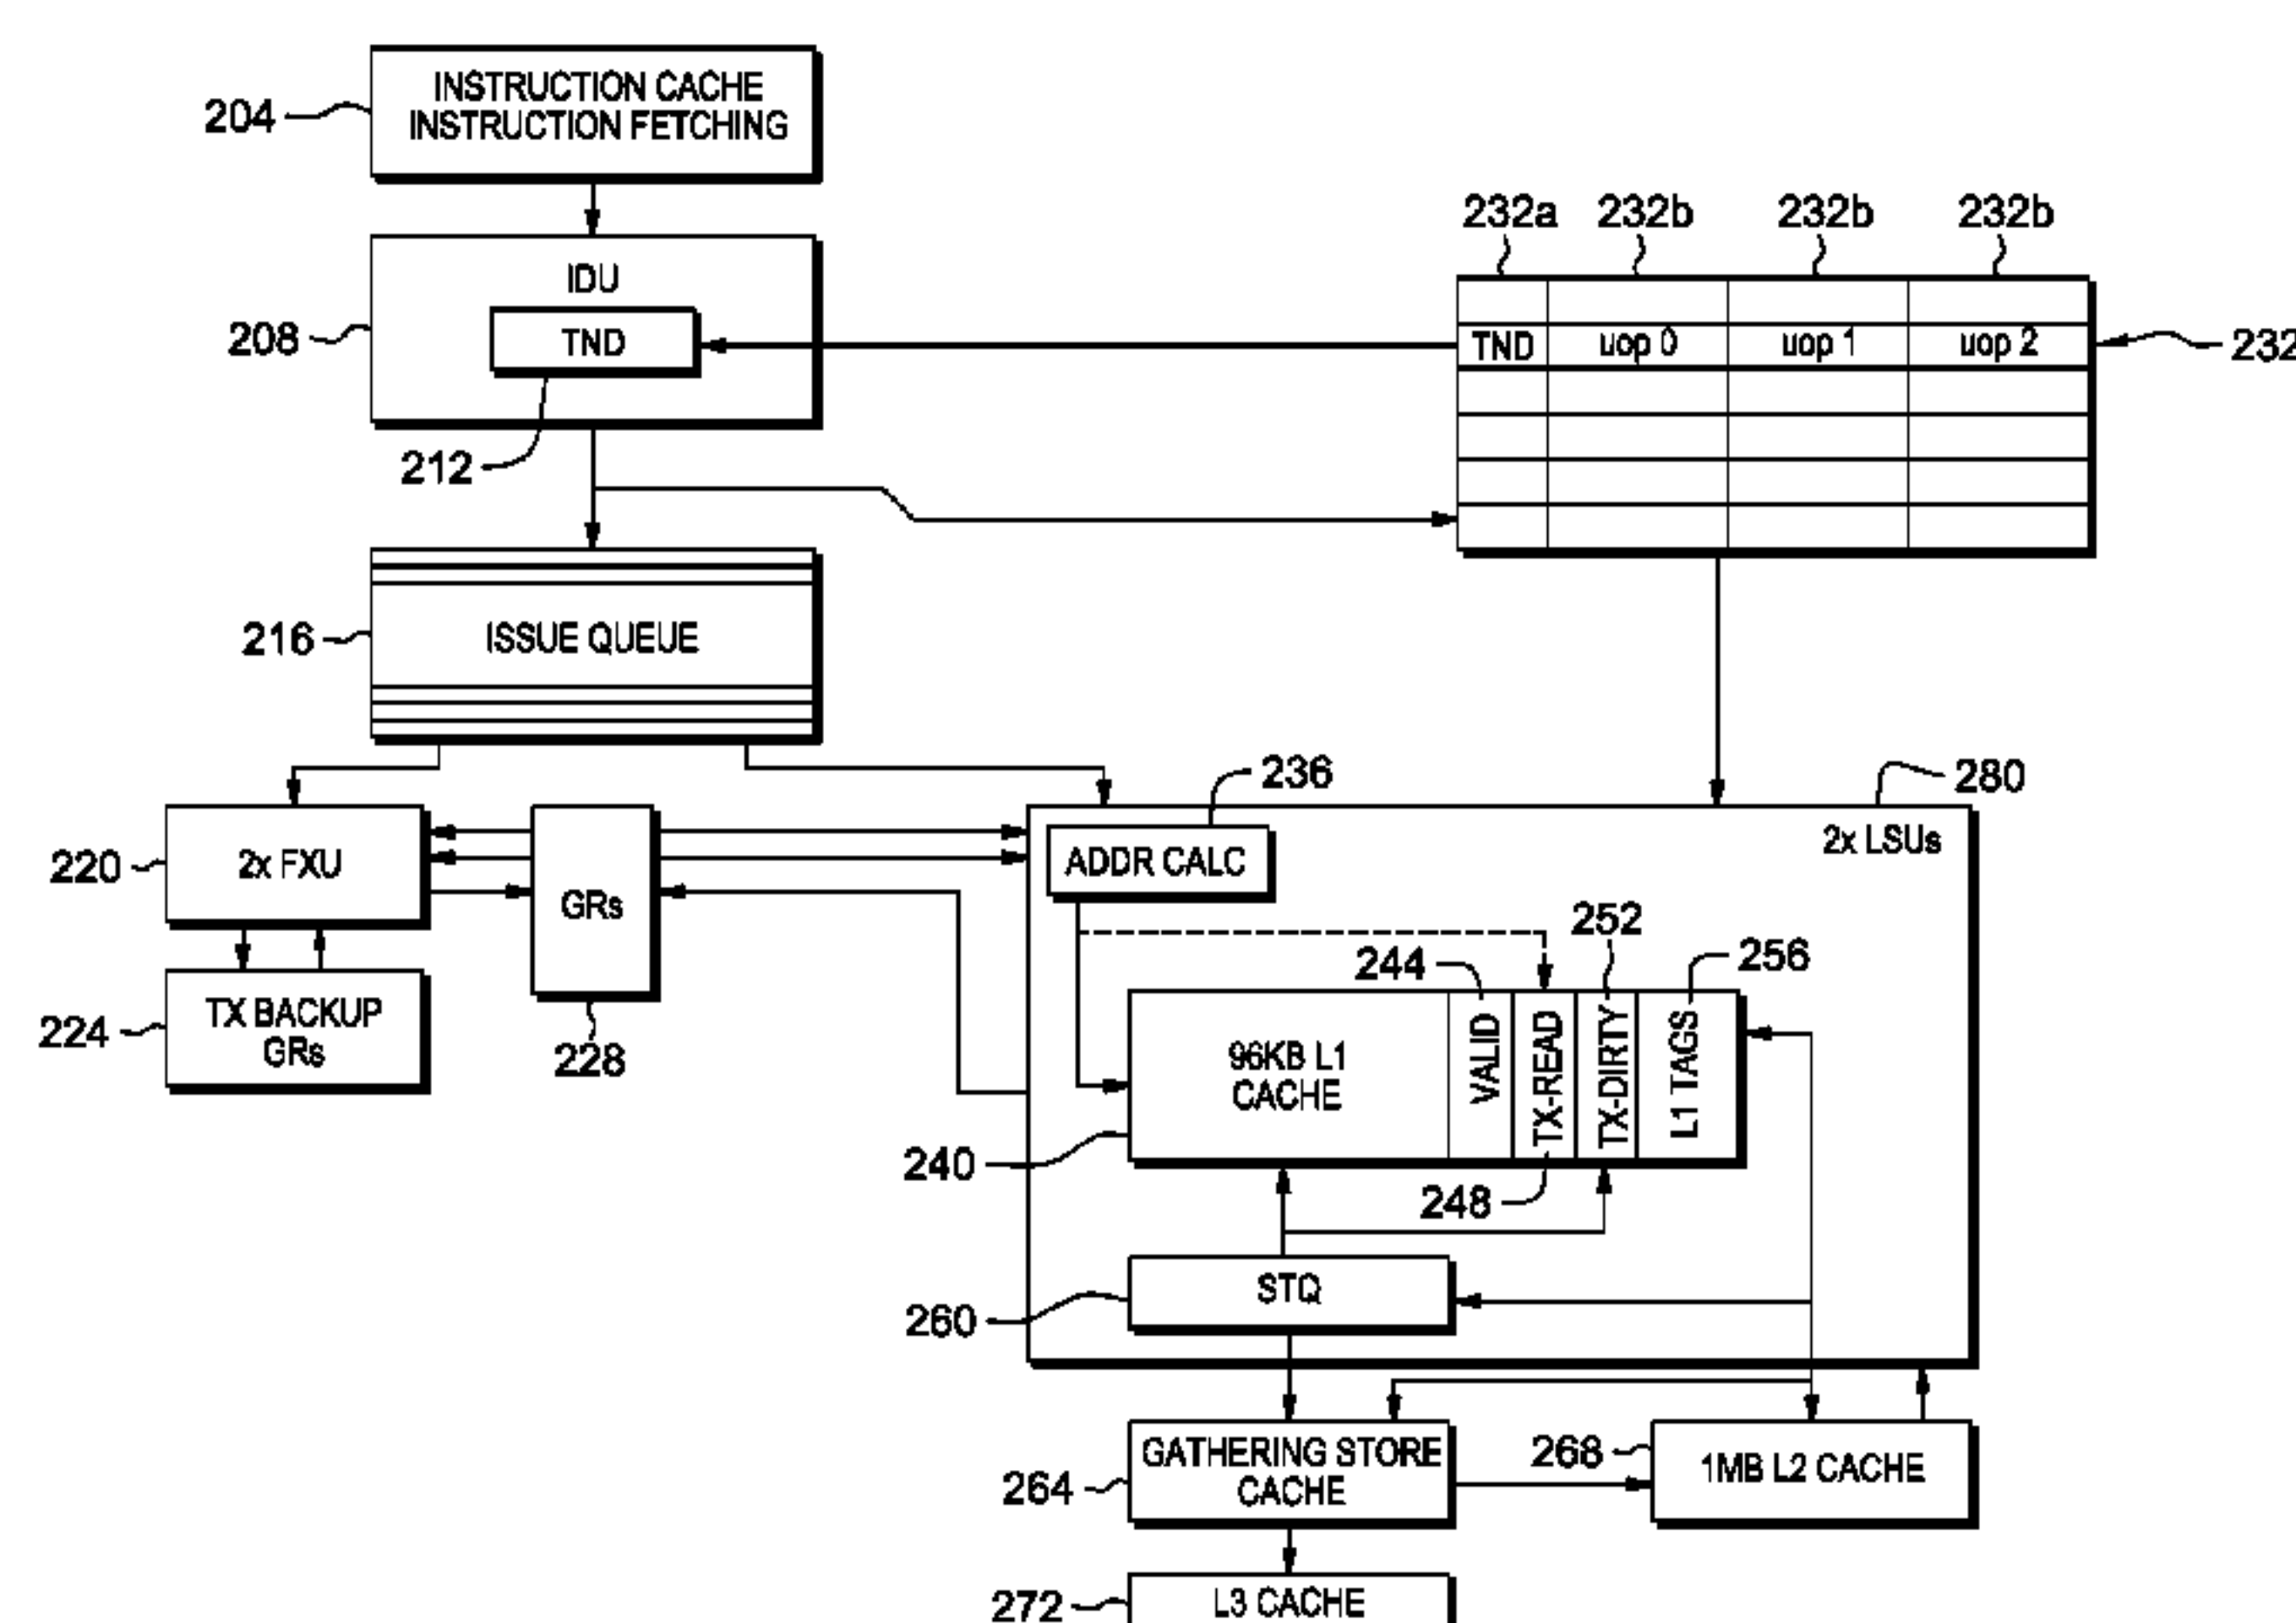 INSTRUCTION CACHE
INSTRUCTION FETCHING
204
232a 232b 232b 232b
IDU
208
TND
TND uop 0 uop 1 uop 2
232
212
216
ISSUE QUEUE
236
280
220
2x FXU
GRs
ADDR CALC
2x LSUs
252
244
256
224
TX BACKUP
GRs
228
96KB L1
CACHE
VALID
TX-READ
TX-DIRTY
L1 TAGS
240
248
STQ
260
GATHERING STORE
CACHE
264
268
1MB L2 CACHE
272
L3 CACHE